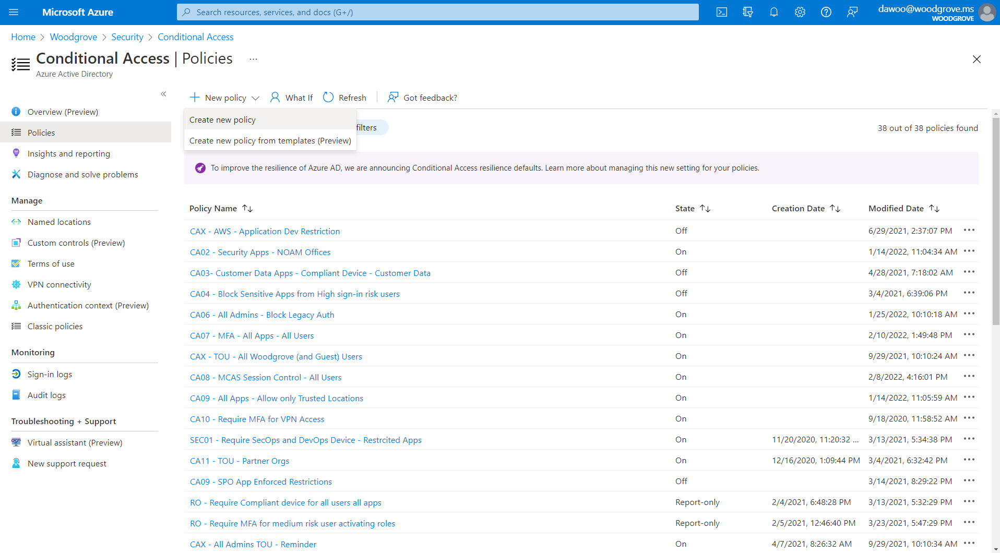 Microsoft Azure
Search resources, services, and docs (G+/)
dawoo@woodgrove.ms
WOODGROVE
Home > Woodgrove > Security > Conditional Access
Conditional Access | Policies ...
Azure Active Directory
«
New policy
What If
Refresh
Got feedback?
Create new policy
Create new policy from templates (Preview)
filters
38 out of 38 policies found
Overview (Preview)
Policies
Insights and reporting
Diagnose and solve problems
Manage
Named locations
Custom controls (Preview)
Terms of use
VPN connectivity
Authentication context (Preview)
Classic policies
Monitoring
Sign-in logs
Audit logs
Troubleshooting + Support
Virtual assistant (Preview)
New support request
To improve the resilience of Azure AD, we are announcing Conditional Access resilience defaults. Learn more about managing this new setting for your policies.
Policy Name State Creation Date Modified Date
CAX - AWS - Application Dev Restriction Off 6/29/2021, 2:37:07 PM
CA02 - Security Apps - NOAM Offices On 1/14/2022, 11:04:34 AM
CA03- Customer Data Apps - Compliant Device - Customer Data Off 4/28/2021, 7:18:02 AM
CA04 - Block Sensitive Apps from High sign-in risk users Off 3/4/2021, 6:39:06 PM
CA06 - All Admins - Block Legacy Auth On 1/25/2022, 10:10:18 AM
CA07 - MFA - All Apps - All Users On 2/10/2022, 1:49:48 PM
CAX - TOU - All Woodgrove (and Guest) Users On 9/29/2021, 10:10:24 AM
CA08 - MCAS Session Control - All Users On 2/8/2022, 4:16:01 PM
CA09 - All Apps - Allow only Trusted Locations On 1/14/2022, 11:05:59 AM
CA10 - Require MFA for VPN Access On 9/18/2020, 11:58:52 AM
SEC01 - Require SecOps and DevOps Device - Restrcited Apps On 11/20/2020, 11:20:32 ... 3/13/2021, 5:34:38 PM
CA11 - TOU - Partner Orgs On 12/16/2020, 1:09:44 PM 3/4/2021, 6:32:42 PM
CA09 - SPO App Enforced Restrictions Off 3/14/2021, 8:29:22 PM
RO - Require Compliant device for all users all apps Report-only 2/4/2021, 6:48:28 PM 3/13/2021, 5:32:29 PM
RO - Require MFA for medium risk user activating roles Report-only 2/5/2021, 12:46:40 PM 3/23/2021, 5:47:29 PM
CAX - All Admins TOU - Reminder On 4/7/2021, 8:26:32 AM 9/29/2021, 10:10:34 AM